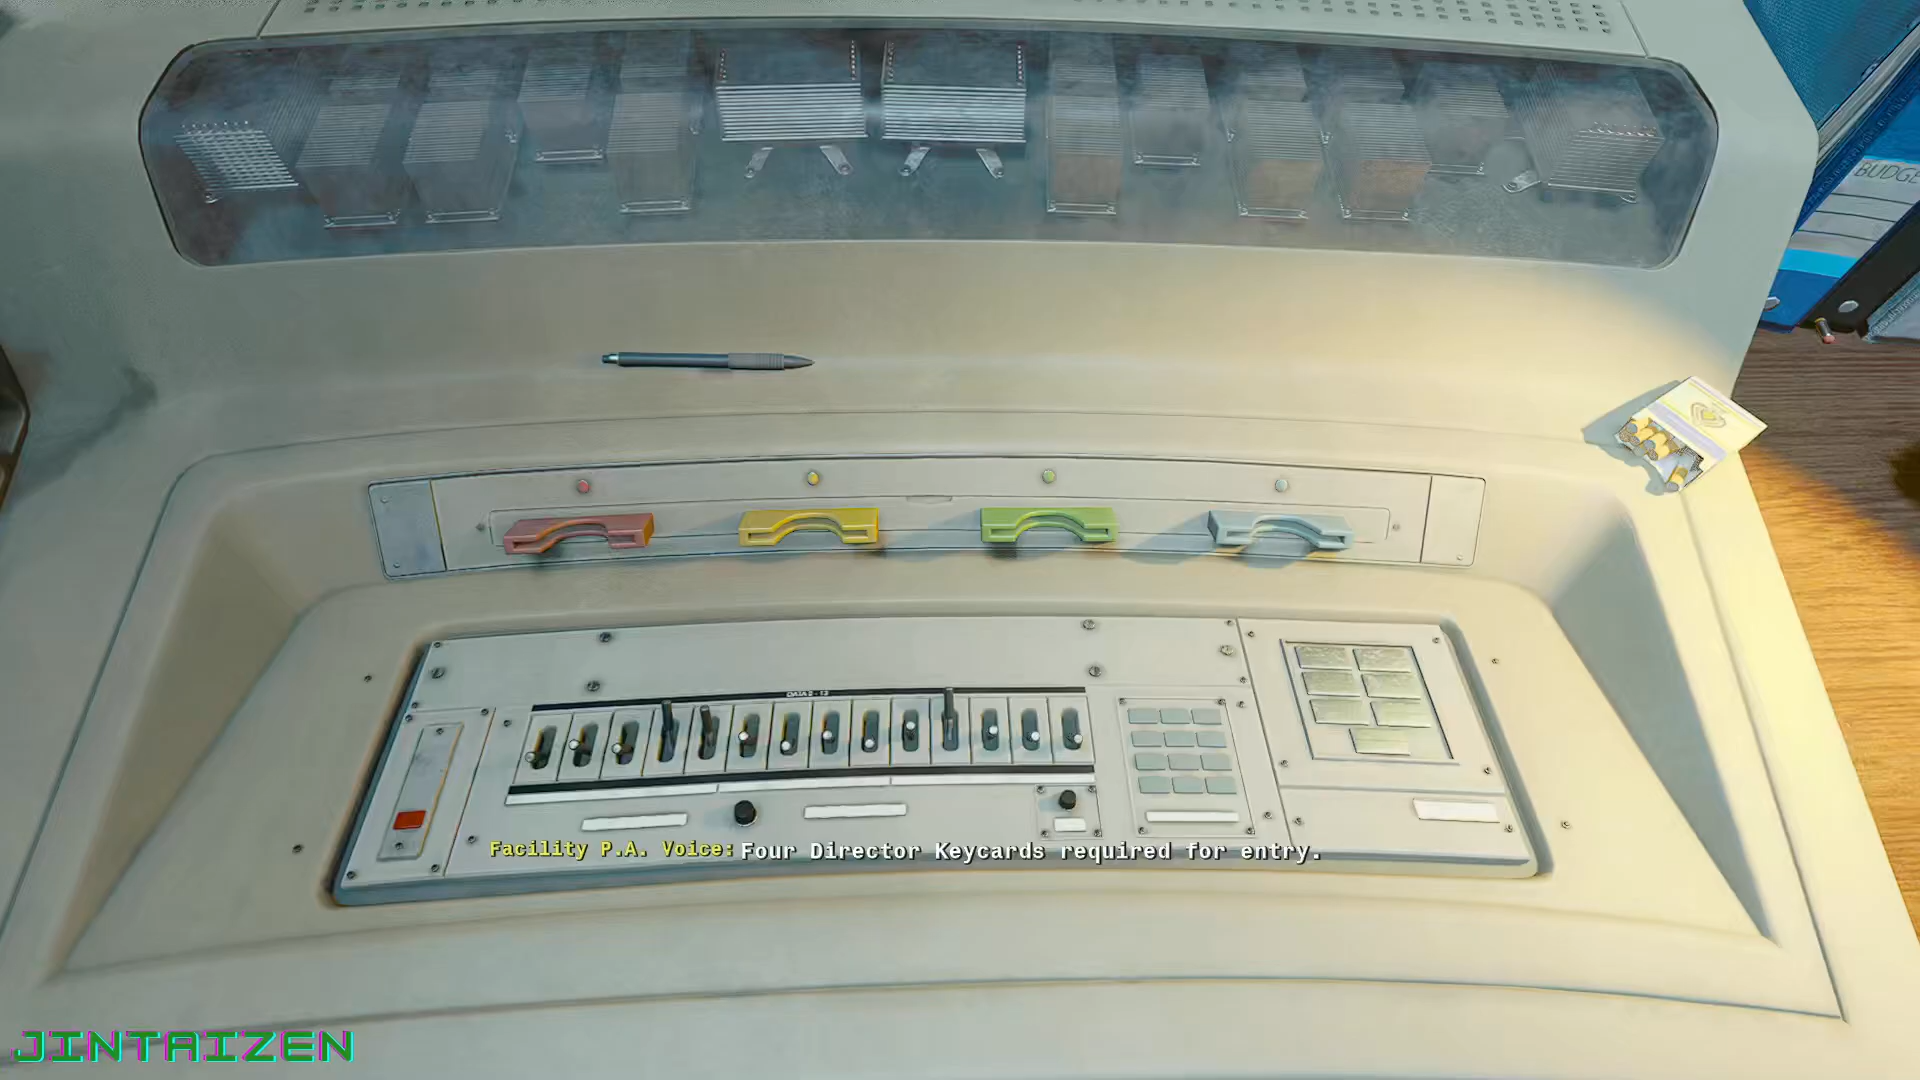 BUDGE
DATA 2 - 13
Facility P.A. Voice: Four Director Keycards required for entry.
JINTAIZEN